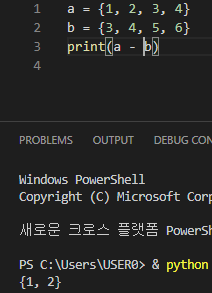 1 a = {1, 2, 3, 4}
2 b = {3, 4, 5, 6}
3 print(a - b)
4
PROBLEMS OUTPUT DEBUG CON
Windows PowerShell
Copyright (C) Microsoft Corp
새로운 크로스 플랫폼 PowerSh
PS C:\Users\USER0> & python
{1, 2}